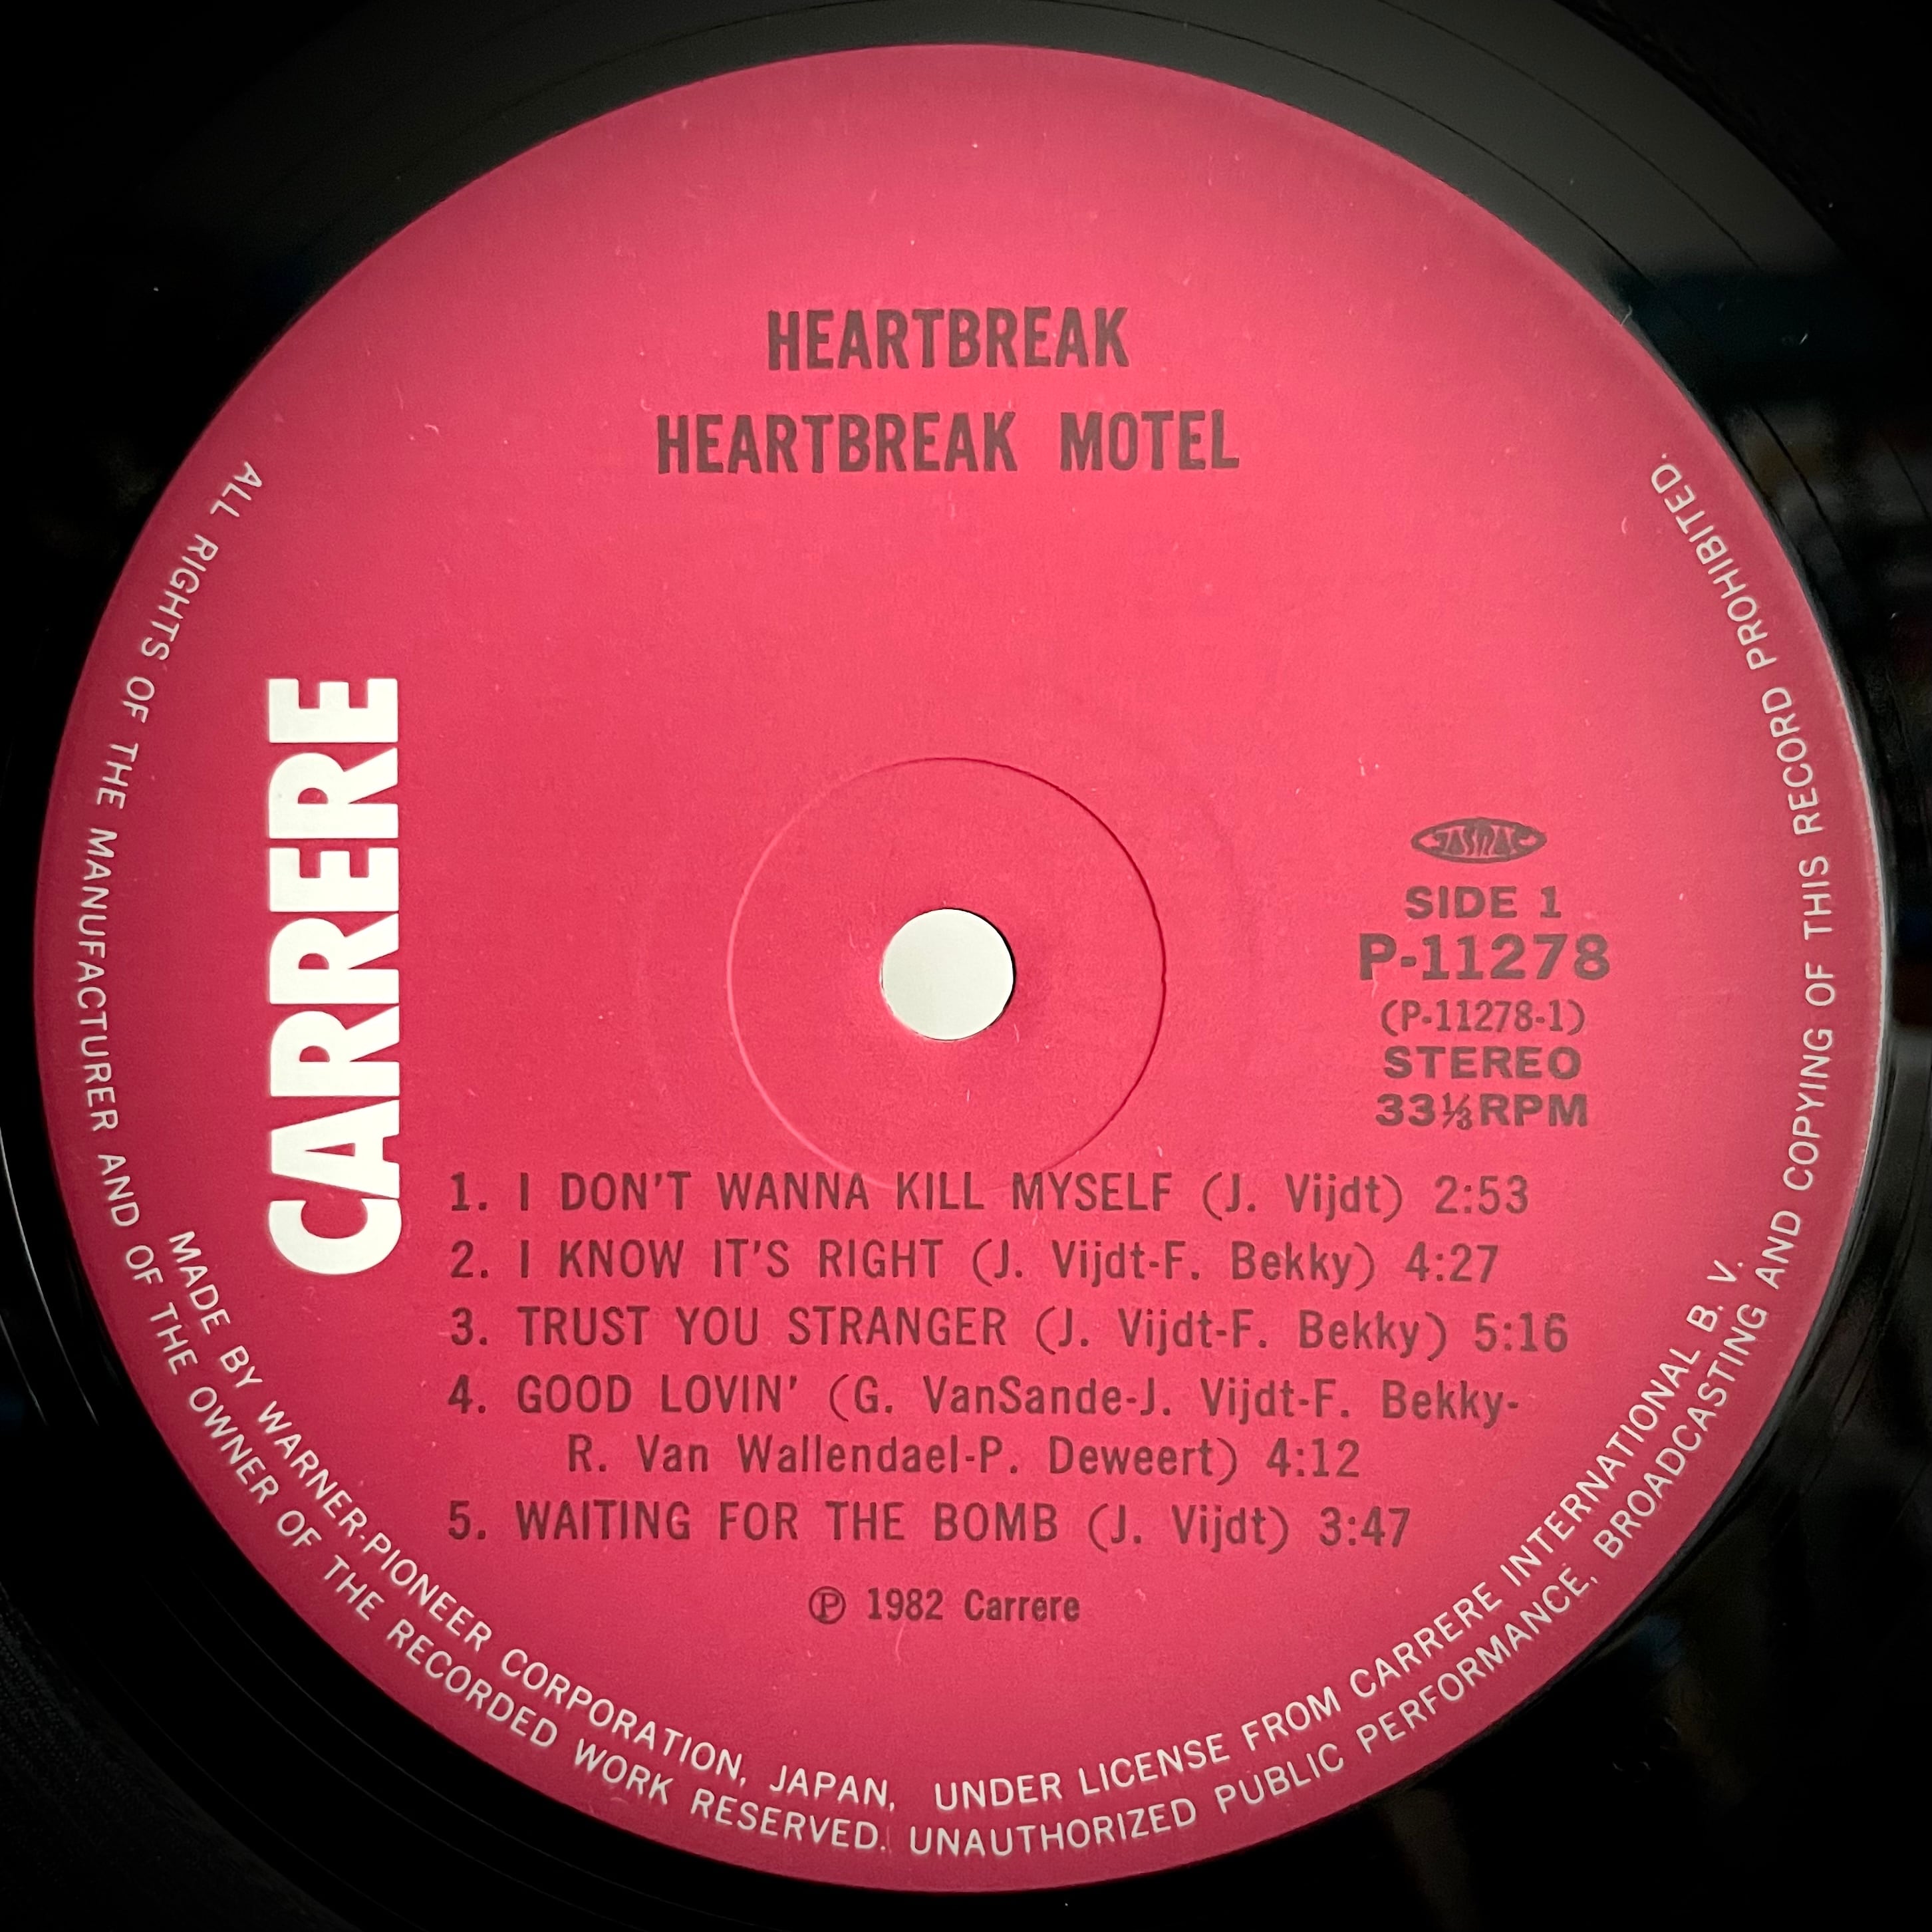 HEARTBREAK
HEARTBREAK MOTEL
CARRERE
JASRAC
SIDE 1
P-11278
(P-11278-1)
STEREO
33⅓RPM
1. I DON'T WANNA KILL MYSELF (J. Vijdt) 2:53
2. I KNOW IT'S RIGHT (J. Vijdt-F. Bekky) 4:27
3. TRUST YOU STRANGER (J. Vijdt-F. Bekky) 5:16
4. GOOD LOVIN' (G. VanSande-J. Vijdt-F. Bekky-
R. Van Wallendael-P. Deweert) 4:12
5. WAITING FOR THE BOMB (J. Vijdt) 3:47
Ⓟ 1982 Carrere
MADE BY WARNER-PIONEER CORPORATION, JAPAN, UNDER LICENSE FROM CARRERE INTERNATIONAL B. V.
ALL RIGHTS OF THE MANUFACTURER AND OF THE OWNER OF THE RECORDED WORK RESERVED. UNAUTHORIZED PUBLIC PERFORMANCE, BROADCASTING AND COPYING OF THIS RECORD PROHIBITED.